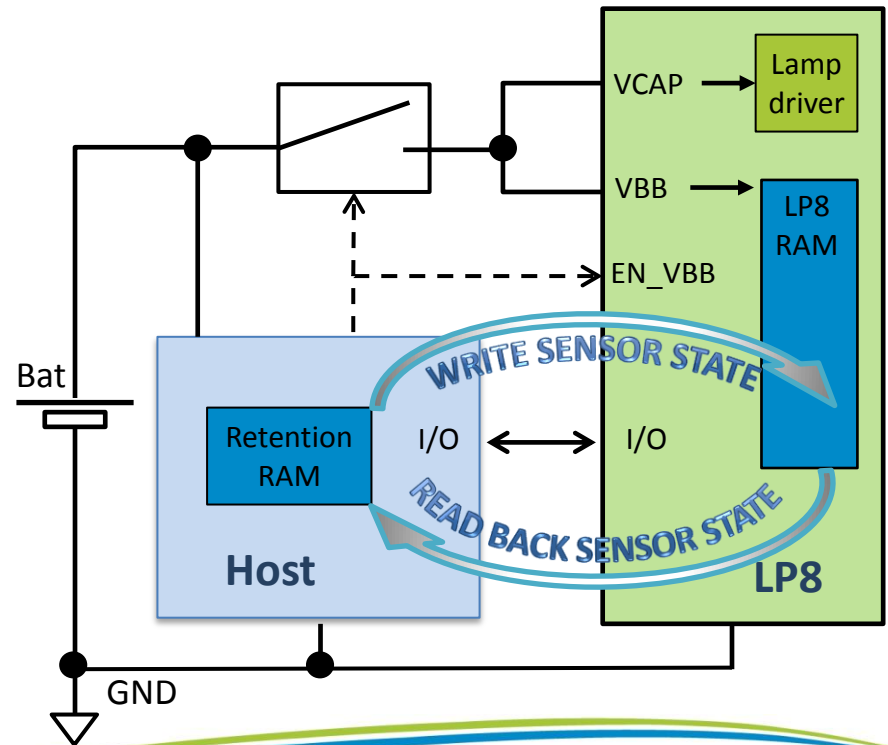 VCAP
Lamp
driver
VBB
LP8
RAM
EN_VBB
WRITE SENSOR STATE
Bat
Retention
RAM
I/O
I/O
READ BACK SENSOR STATE
Host
LP8
GND